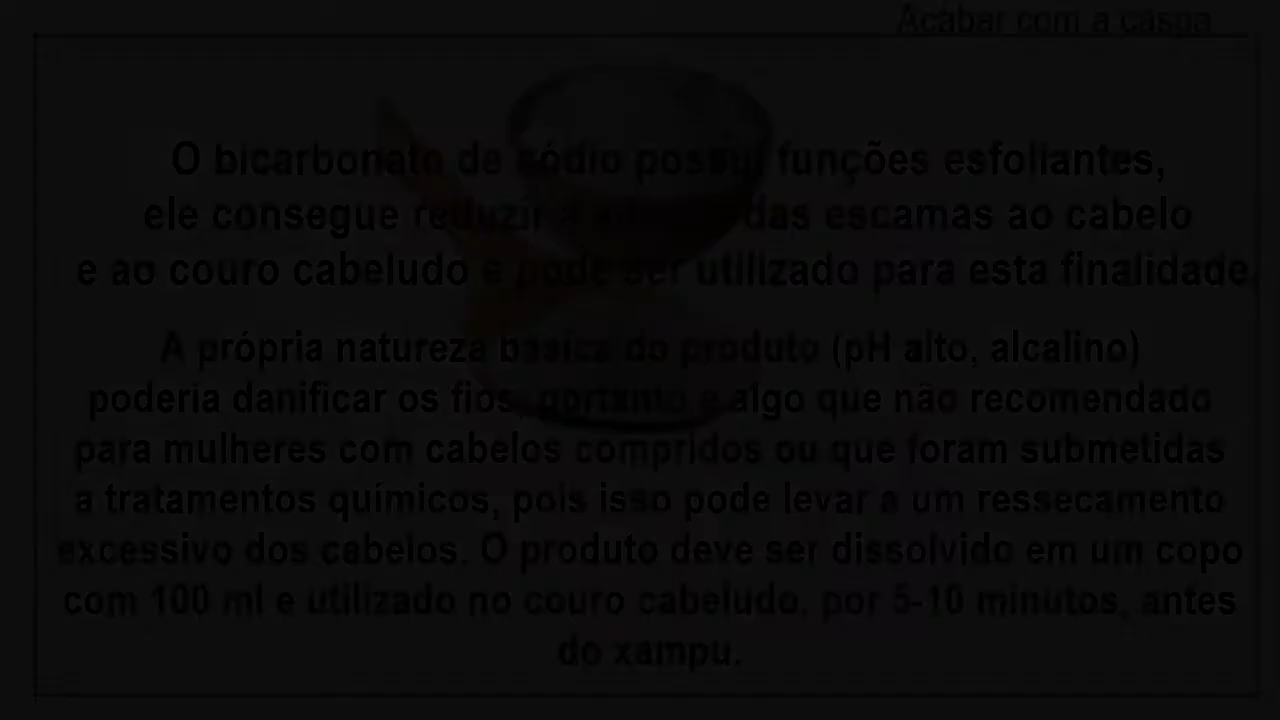 Acabar com a caspa
O bicarbonato de sódio possui funções esfoliantes,
ele consegue reduzir a das escamas ao cabelo
e ao couro cabeludo e pode ser utilizado para esta finalidade.
A própria natureza basica do produto (pH alto, alcalino)
poderia danificar os fios, portanto e algo que não recomendado
para mulheres com cabelos compridos ou que foram submetidas
a tratamentos químicos, pois isso pode levar a um ressecamento
excessivo dos cabelos. O produto deve ser dissolvido em um copo
com 100 ml e utilizado no couro cabeludo, por 5-10 minutos, antes
do xampu.